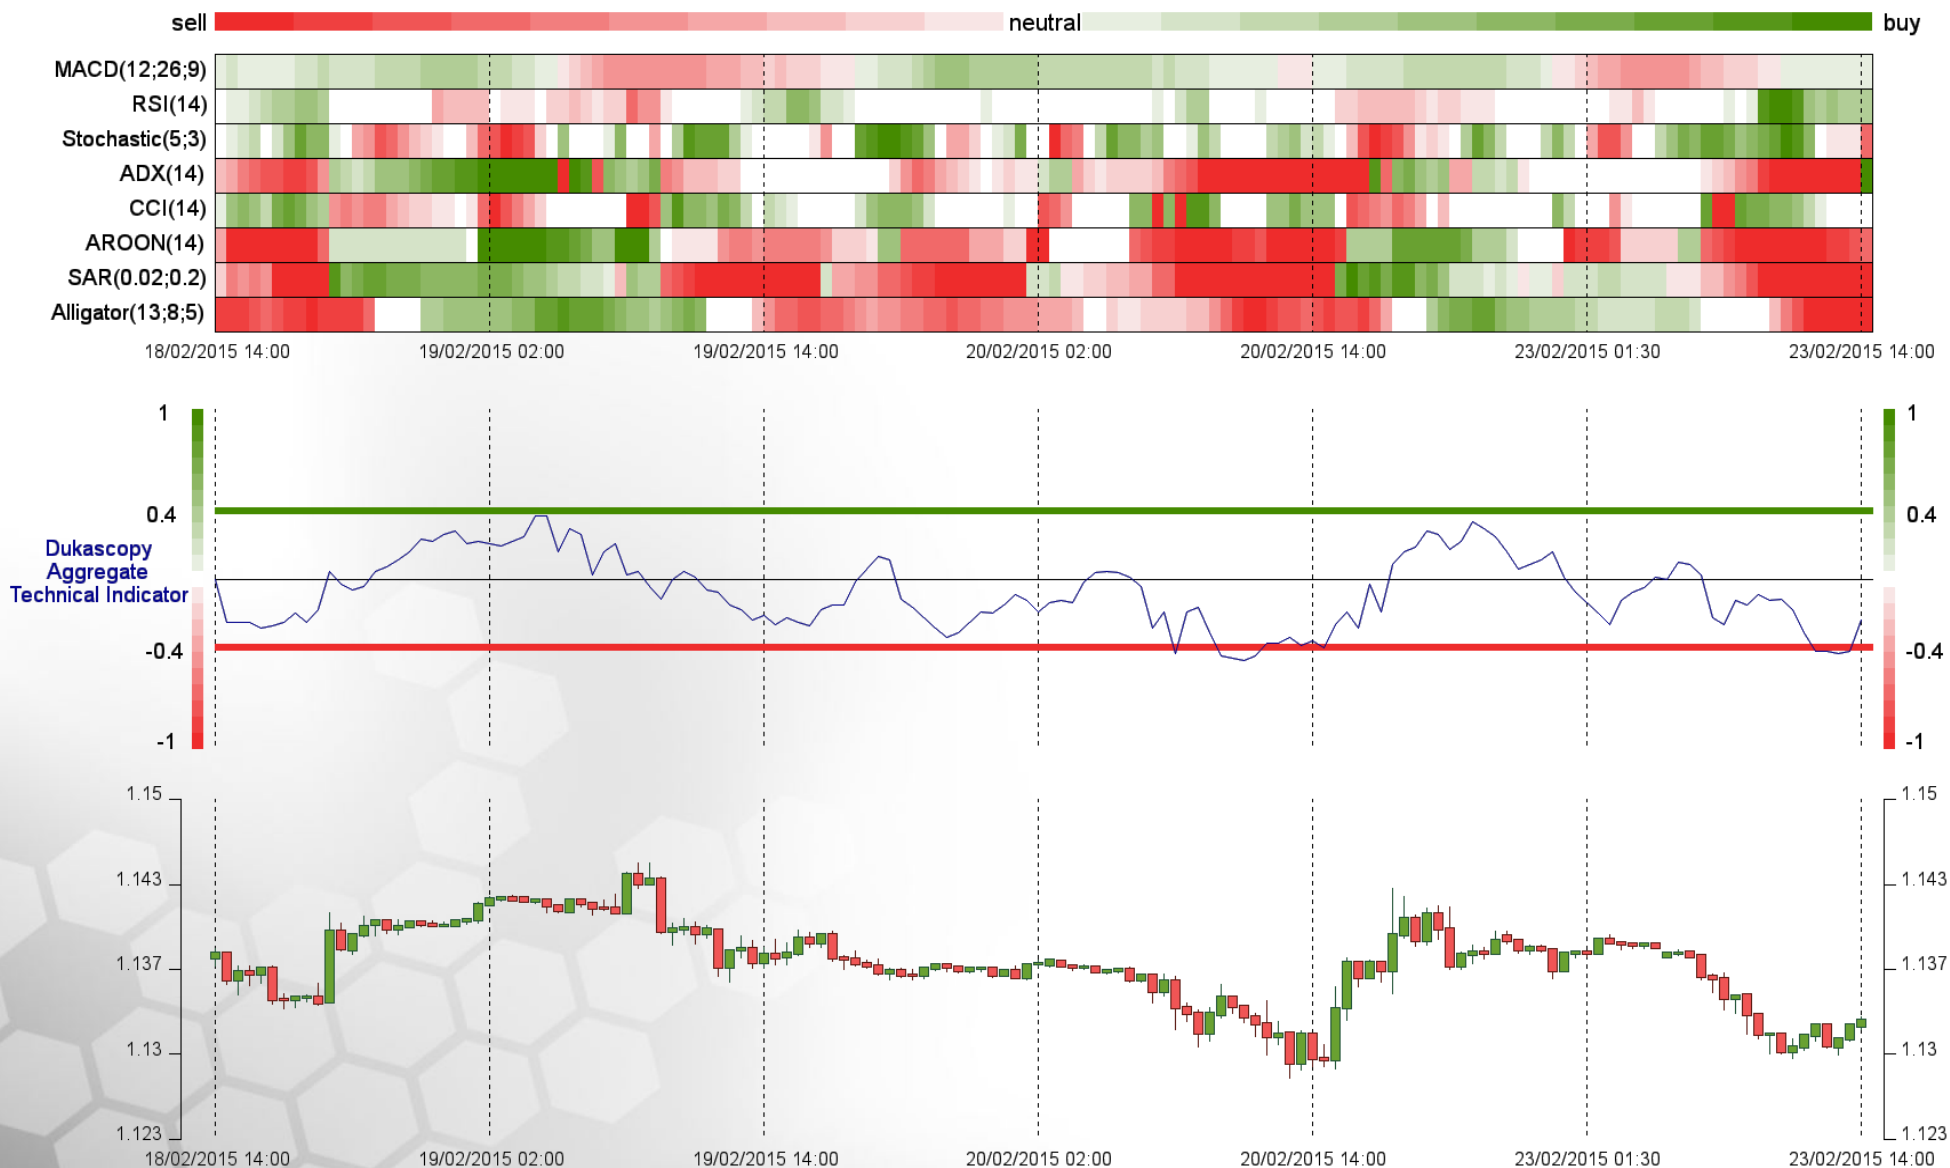 sell neutral buy
MACD(12;26;9)
RSI(14)
Stochastic(5;3)
ADX(14)
CCI(14)
AROON(14)
SAR(0.02;0.2)
Alligator(13;8;5)
18/02/2015 14:00 19/02/2015 02:00 19/02/2015 14:00 20/02/2015 02:00 20/02/2015 14:00 23/02/2015 01:30 23/02/2015 14:00
1 1
0.4 0.4
Dukascopy
Aggregate
Technical Indicator
-0.4 -0.4
-1 -1
1.15 1.15
1.143 1.143
1.137 1.137
1.13 1.13
1.123 1.123
18/02/2015 14:00 19/02/2015 02:00 19/02/2015 14:00 20/02/2015 02:00 20/02/2015 14:00 23/02/2015 01:30 23/02/2015 14:00